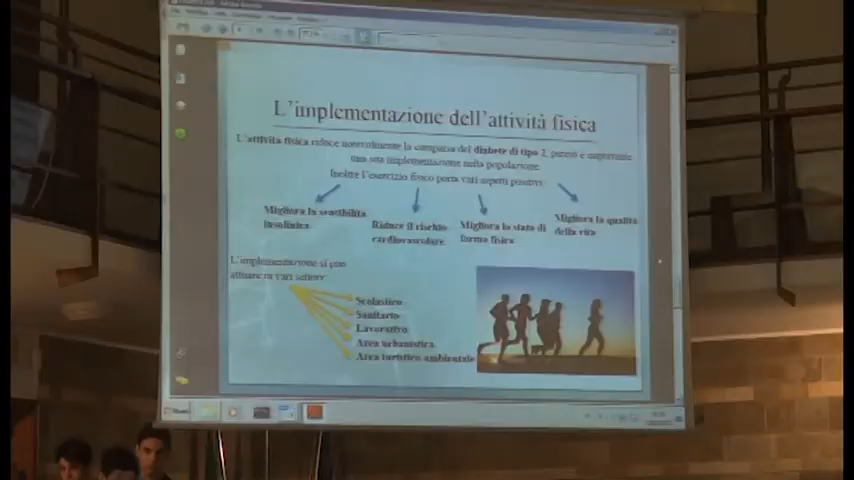 L'implementazione dell'attività fisica
L'attività fisica riduce notevolmente la comparsa del diabete di tipo 2, perciò è importante
una sua implementazione nella popolazione.
Inoltre l'esercizio fisico porta vari aspetti positivi:
Migliora la sensibilità
insulinica.
Riduce il rischio
cardiovascolare.
Migliora lo stato di
forma fisica
Migliora la qualità
della vita
L'implementazione si può
attuare in vari settori:
Scolastico
Sanitario
Lavorativo
Area urbanistica
Area turistico ambientale